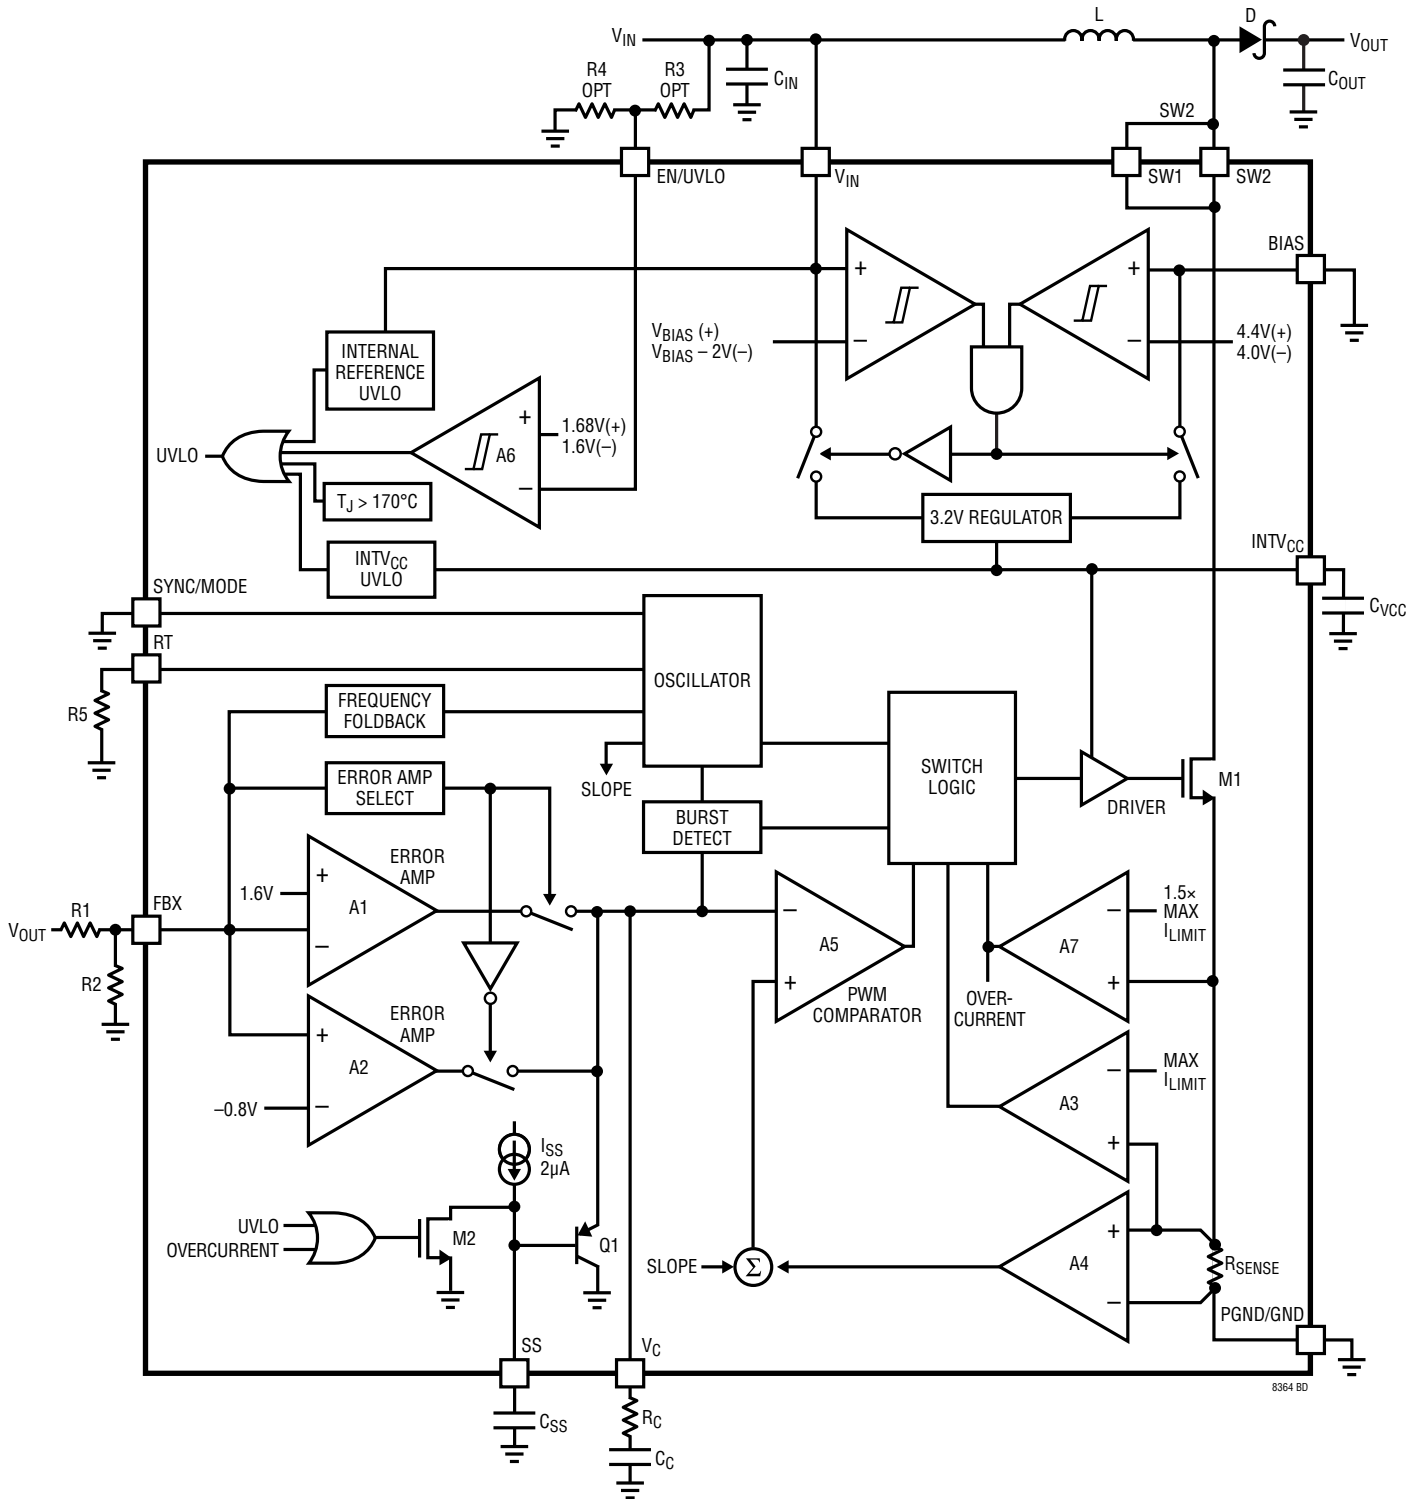 L
D
VIN
VOUT
R4
OPT
R3
OPT
CIN
COUT
SW2
EN/UVLO
VIN
SW1
SW2
BIAS
+
+
VBIAS (+)
VBIAS – 2V(–)
–
–
4.4V(+)
4.0V(–)
INTERNAL
REFERENCE
UVLO
+
1.68V(+)
1.6V(–)
UVLO
A6
–
TJ > 170°C
3.2V REGULATOR
INTVCC
UVLO
INTVCC
CVCC
SYNC/MODE
RT
R5
OSCILLATOR
FREQUENCY
FOLDBACK
SLOPE
ERROR AMP
SELECT
SWITCH
LOGIC
M1
DRIVER
BURST
DETECT
ERROR
AMP
+
1.6V
A1
–
R1
FBX
VOUT
R2
–
A5
+
PWM
COMPARATOR
–
1.5×
MAX
ILIMIT
A7
+
OVER-
CURRENT
ERROR
AMP
+
A2
–0.8V
–
–
MAX
ILIMIT
A3
+
ISS
2µA
UVLO
OVERCURRENT
M2
Q1
SLOPE
Σ
+
A4
–
RSENSE
PGND/GND
SS
VC
8364 BD
CSS
RC
CC